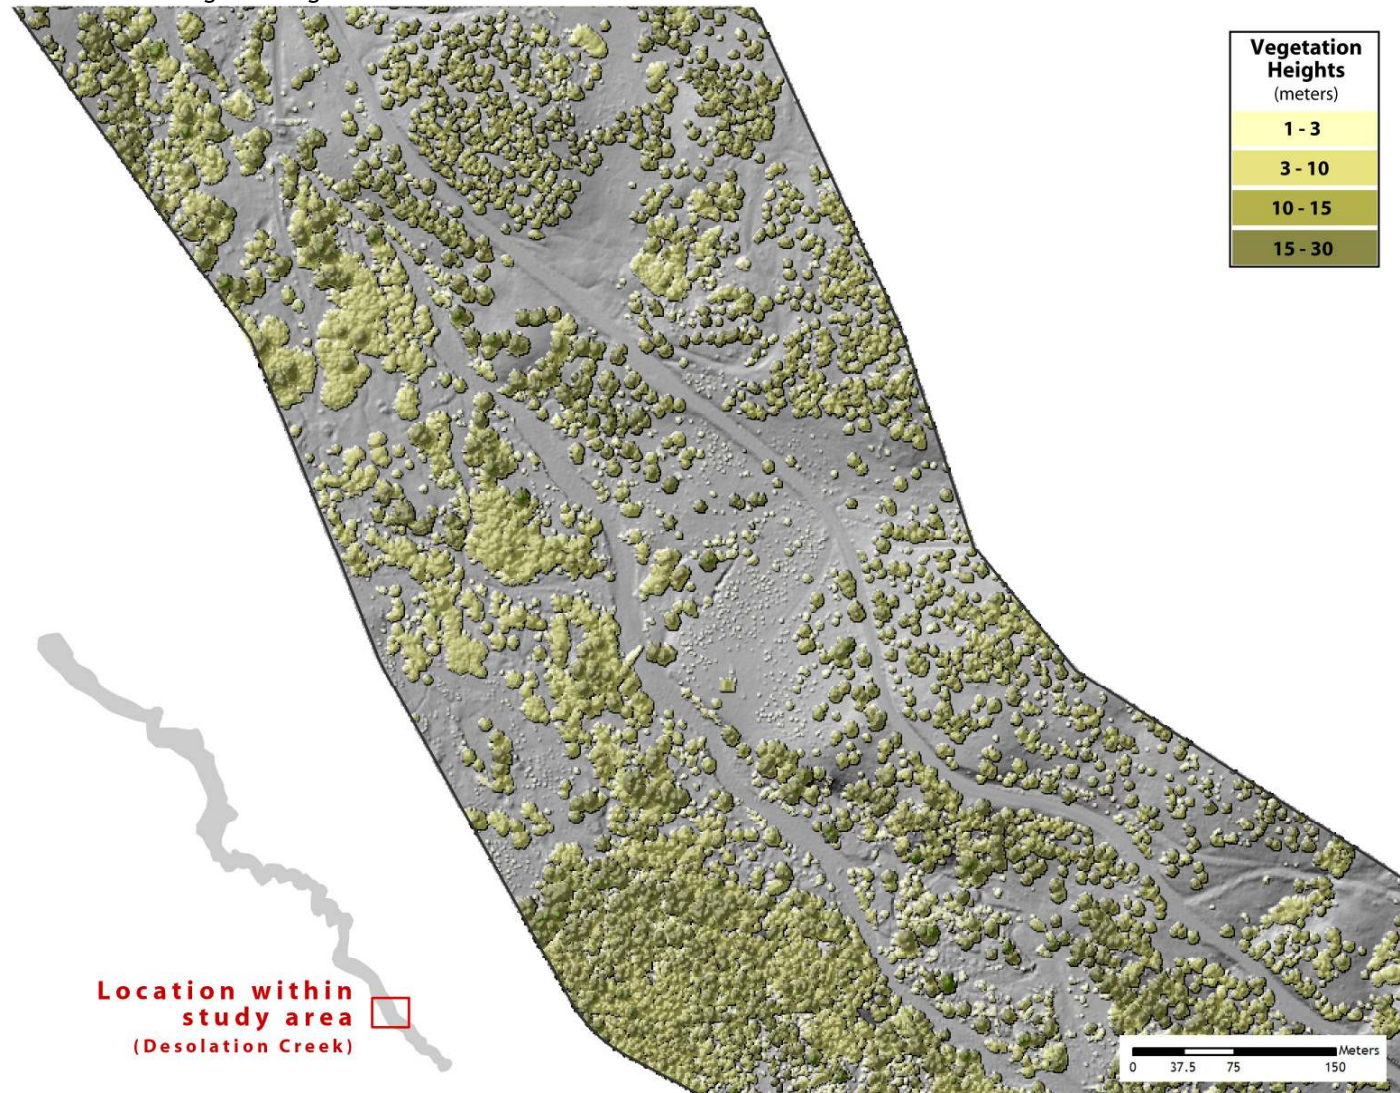 Vegetation
Heights
(meters)
1 - 3
3 - 10
10 - 15
15 - 30
Location within
study area
(Desolation Creek)
Meters
0 37.5 75 150